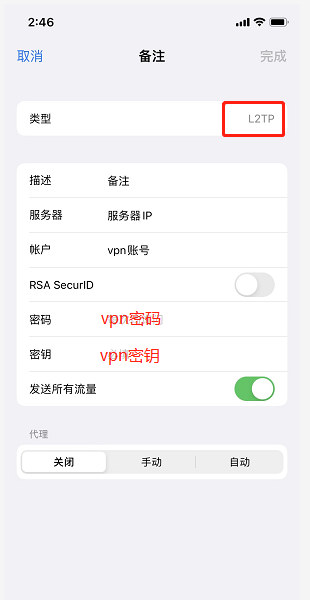 2:46
取消 备注 完成
类型 L2TP
描述 备注
服务器 服务器IP
帐户 vpn账号
RSA SecurID
密码 vpn密码
密钥 vpn密钥
发送所有流量
代理
关闭 手动 自动